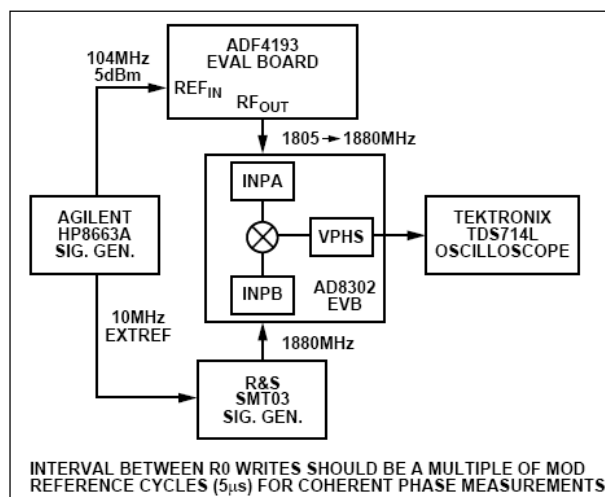 ADF4193
EVAL BOARD
104MHz
5dBm
REFIN
RFOUT
1805 → 1880MHz
INPA
AGILENT
HP8663A
SIG. GEN.
VPHS
TEKTRONIX
TDS714L
OSCILLOSCOPE
INPB
AD8302
EVB
10MHz
EXTREF
1880MHz
R&S
SMT03
SIG. GEN.
INTERVAL BETWEEN R0 WRITES SHOULD BE A MULTIPLE OF MOD
REFERENCE CYCLES (5µs) FOR COHERENT PHASE MEASUREMENTS